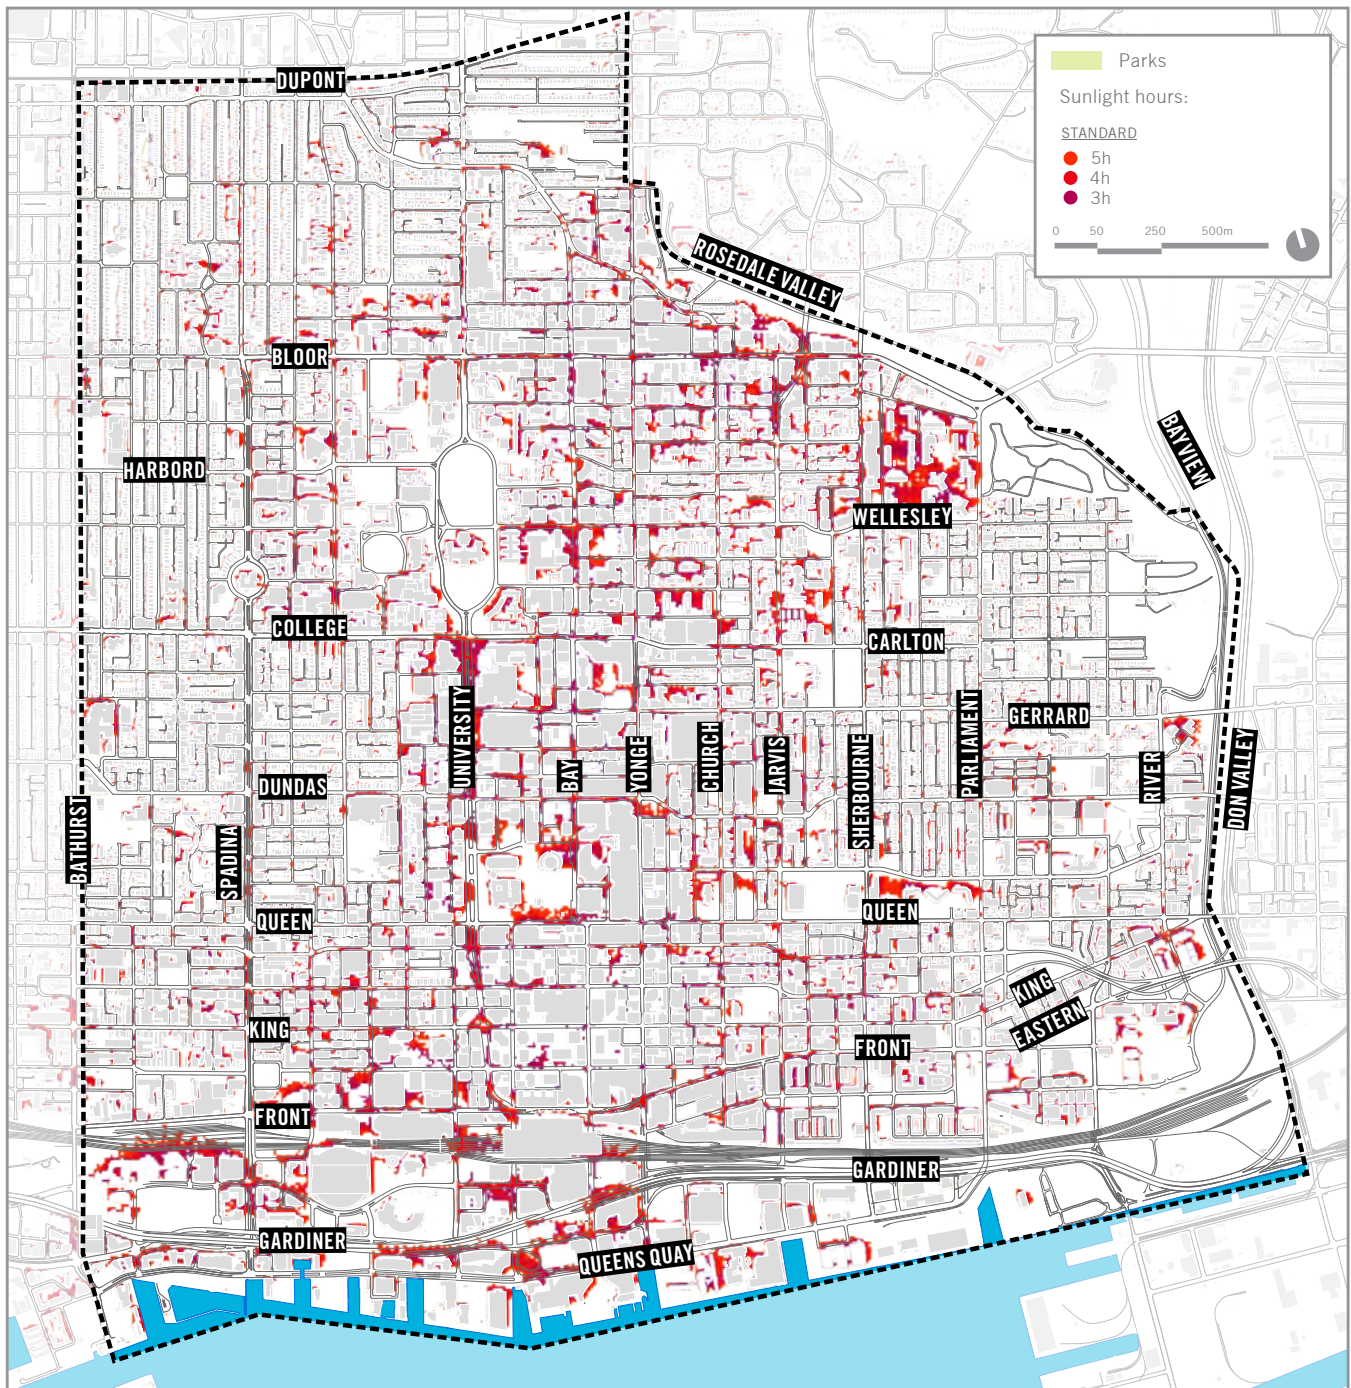 DUPONT
Parks
Sunlight hours:
STANDARD
5h
4h
3h
0 50 250 500m
ROSEDALE VALLEY
BLOOR
BAYVIEW
HARBORD
WELLESLEY
COLLEGE
CARLTON
UNIVERSITY
PARLIAMENT
GERRARD
BAY
YONGE
CHURCH
JARVIS
SHERBOURNE
RIVER
DON VALLEY
DUNDAS
BATHURST
SPADINA
QUEEN
QUEEN
KING
EASTERN
KING
FRONT
FRONT
GARDINER
GARDINER
QUEENS QUAY